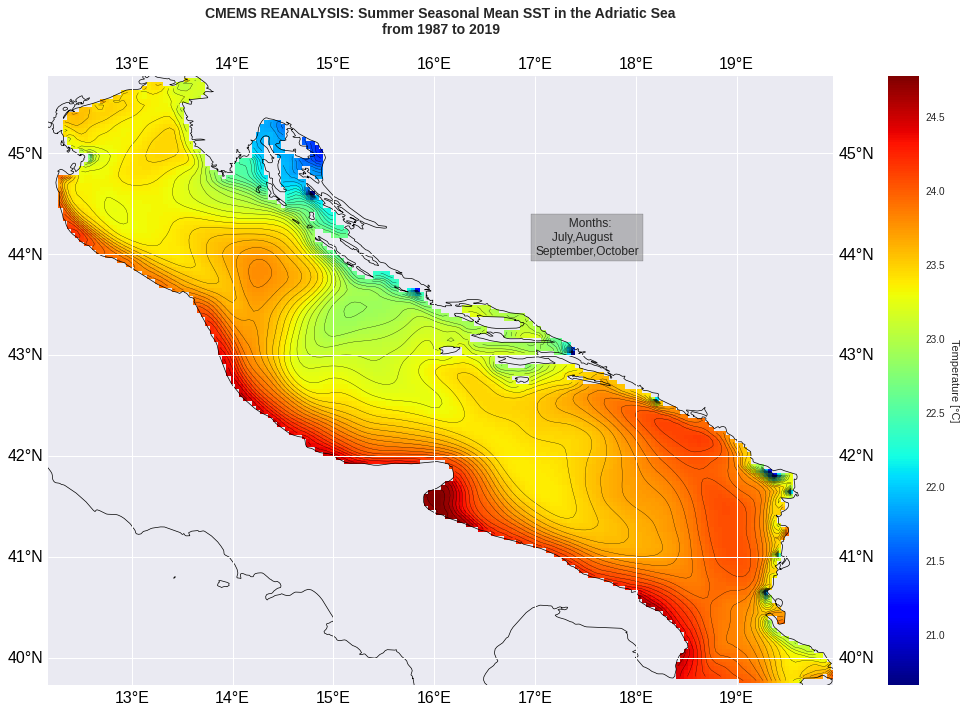 CMEMS REANALYSIS: Summer Seasonal Mean SST in the Adriatic Sea
from 1987 to 2019
13°E 14°E 15°E 16°E 17°E 18°E 19°E
45°N 45°N
44°N 44°N
43°N 43°N
42°N 42°N
41°N 41°N
40°N 40°N
Months:
July,August
September,October
13°E 14°E 15°E 16°E 17°E 18°E 19°E
24.5
24.0
23.5
23.0
22.5
22.0
21.5
21.0
Temperature [°C]